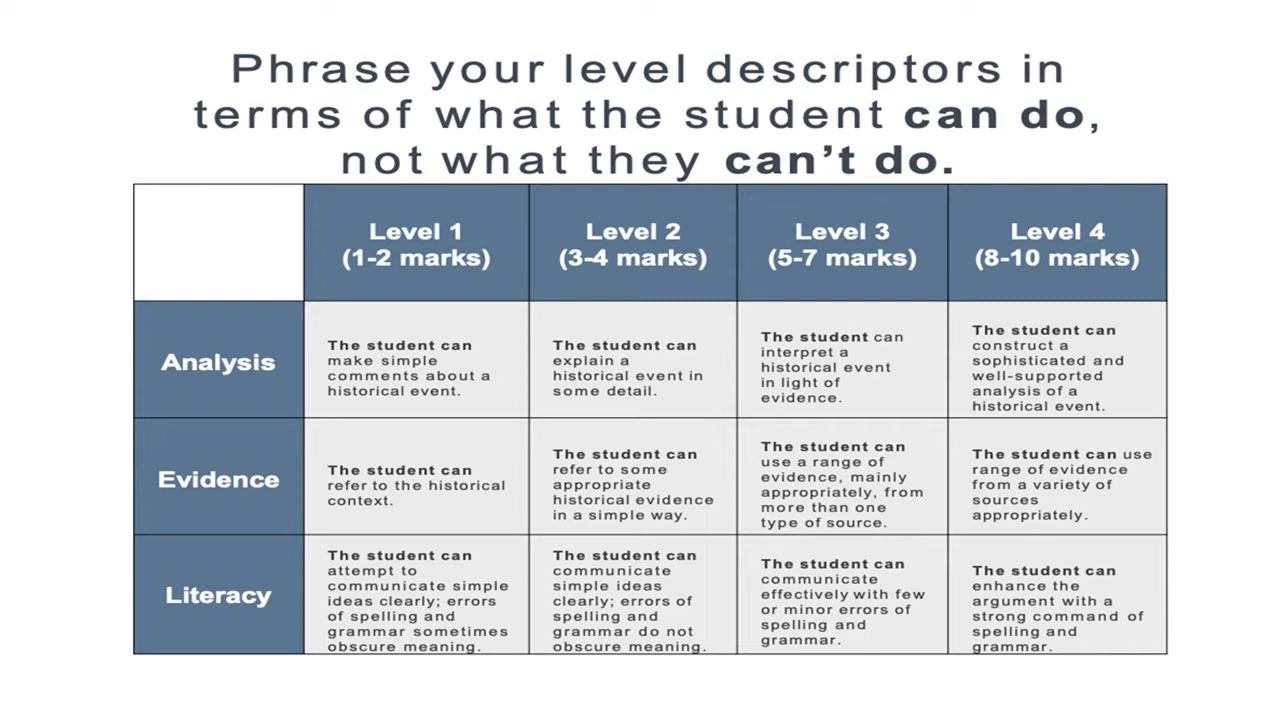 Phrase your level descriptors in
terms of what the student can do,
not what they can't do.
Level 1
(1-2 marks)
Level 2
(3-4 marks)
Level 3
(5-7 marks)
Level 4
(8-10 marks)
Analysis
The student can
make simple
comments about a
historical event.
The student can
explain a
historical event in
some detail.
The student can
interpret a
historical event
in light of
evidence.
The student can
construct a
sophisticated and
well-supported
analysis of a
historical event.
Evidence
The student can
refer to the historical
context.
The student can
refer to some
appropriate
historical evidence
in a simple way.
The student can
use a range of
evidence, mainly
appropriately, from
more than one
type of source.
The student can use
range of evidence
from a variety of
sources
appropriately.
Literacy
The student can
attempt to
communicate simple
ideas clearly; errors
of spelling and
grammar sometimes
obscure meaning.
The student can
communicate
simple ideas
clearly; errors of
spelling and
grammar do not
obscure meaning.
The student can
communicate
effectively with few
or minor errors of
spelling and
grammar.
The student can
enhance the
argument with a
strong command of
spelling and
grammar.